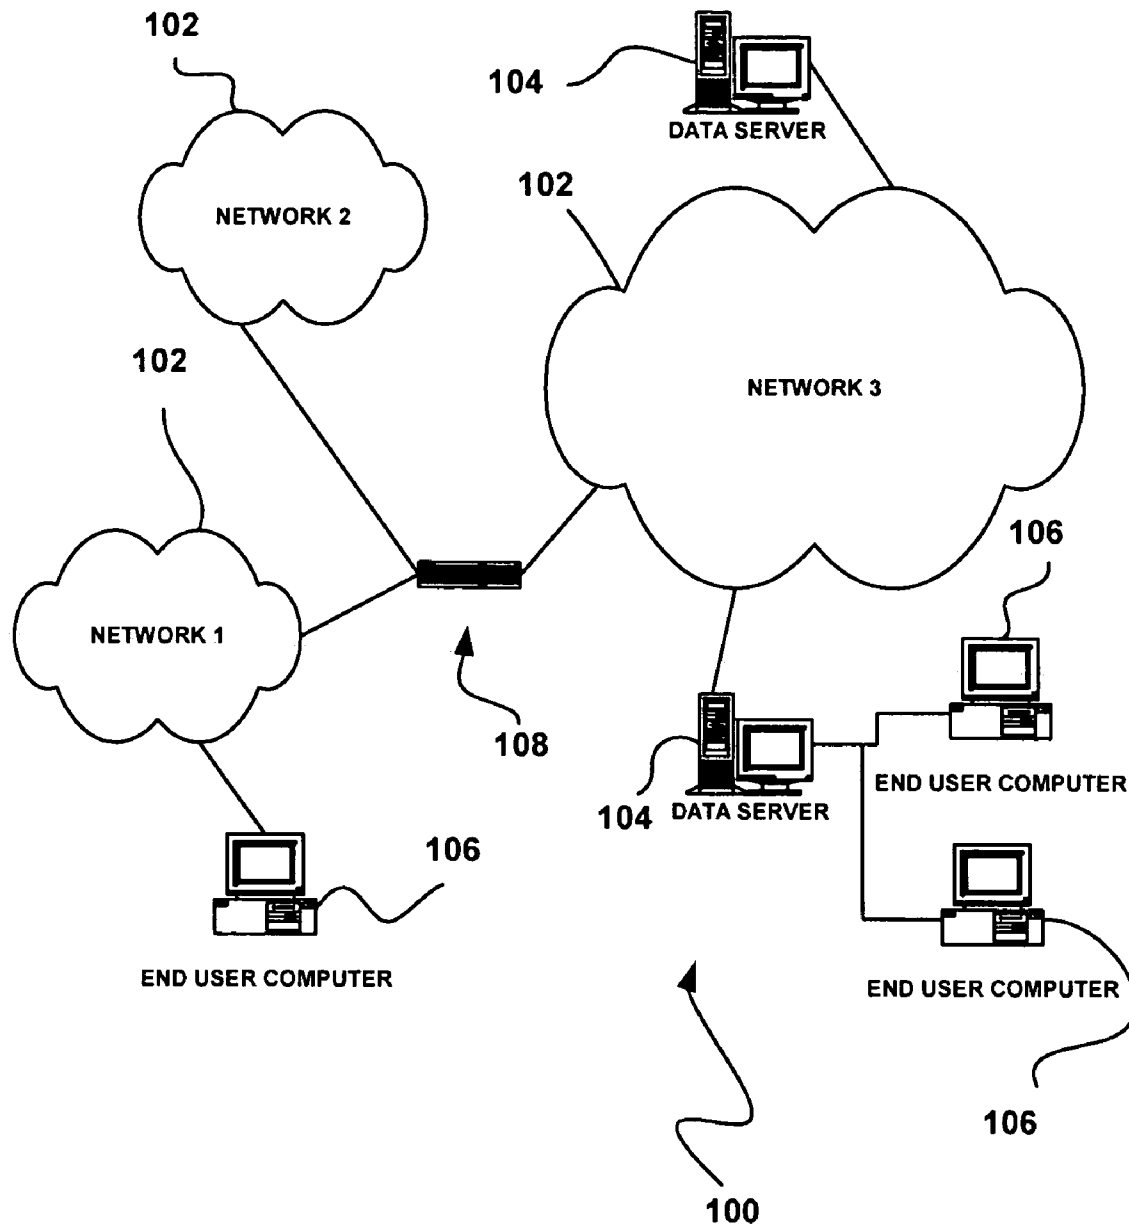 102
104
DATA SERVER
102
NETWORK 2
102
NETWORK 3
106
NETWORK 1
108
104
DATA SERVER
END USER COMPUTER
106
END USER COMPUTER
END USER COMPUTER
106
100